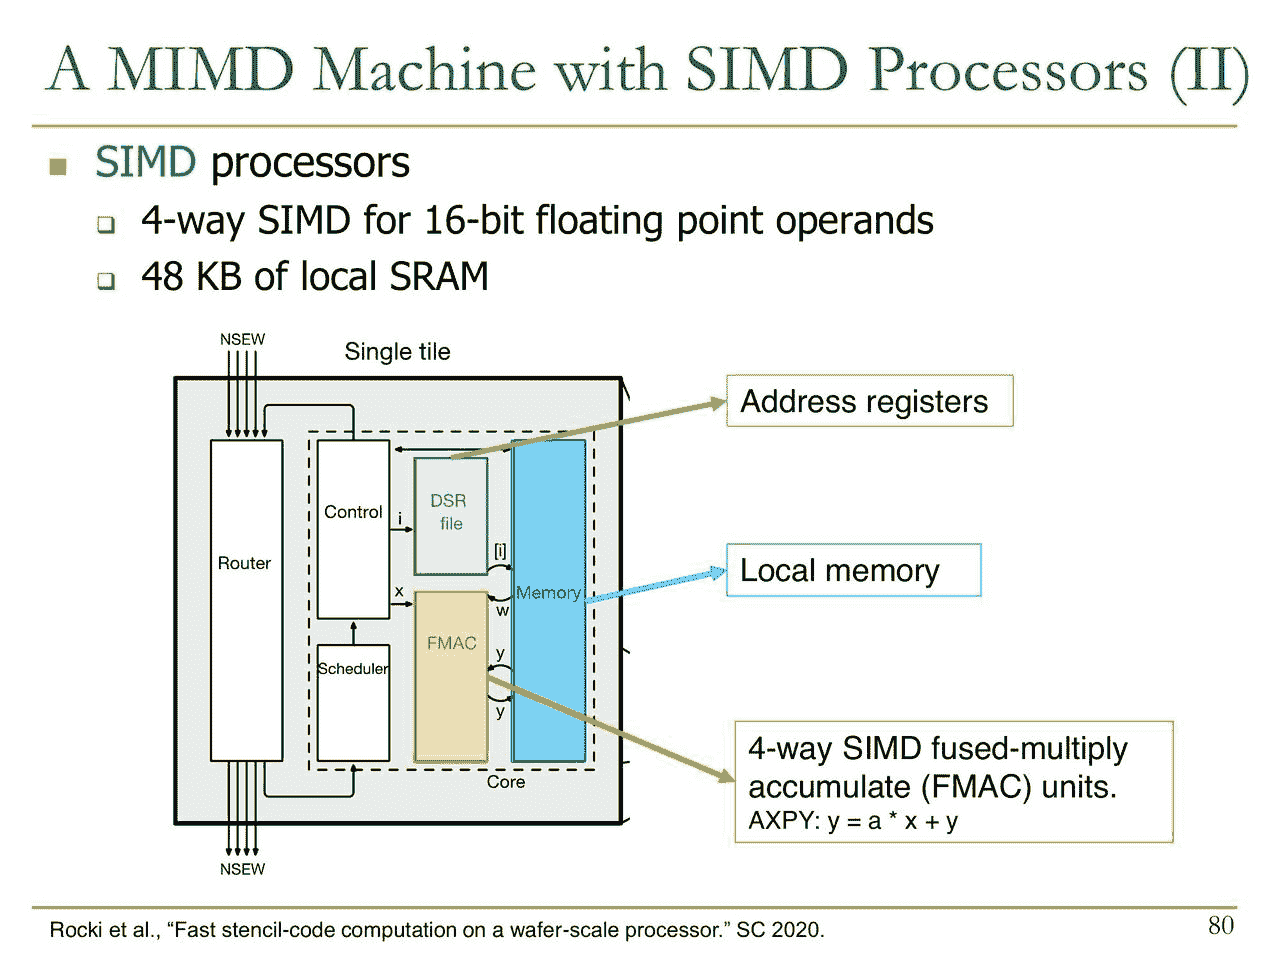 A MIMD Machine with SIMD Processors (II)
SIMD processors
4-way SIMD for 16-bit floating point operands
48 KB of local SRAM
NSEW
Single tile
Address registers
DSR
file
Control
i
[i]
Router
Local memory
x
Memory
w
FMAC
y
Scheduler
y
4-way SIMD fused-multiply
accumulate (FMAC) units.
AXPY: y = a * x + y
Core
NSEW
Rocki et al., “Fast stencil-code computation on a wafer-scale processor.” SC 2020.
80